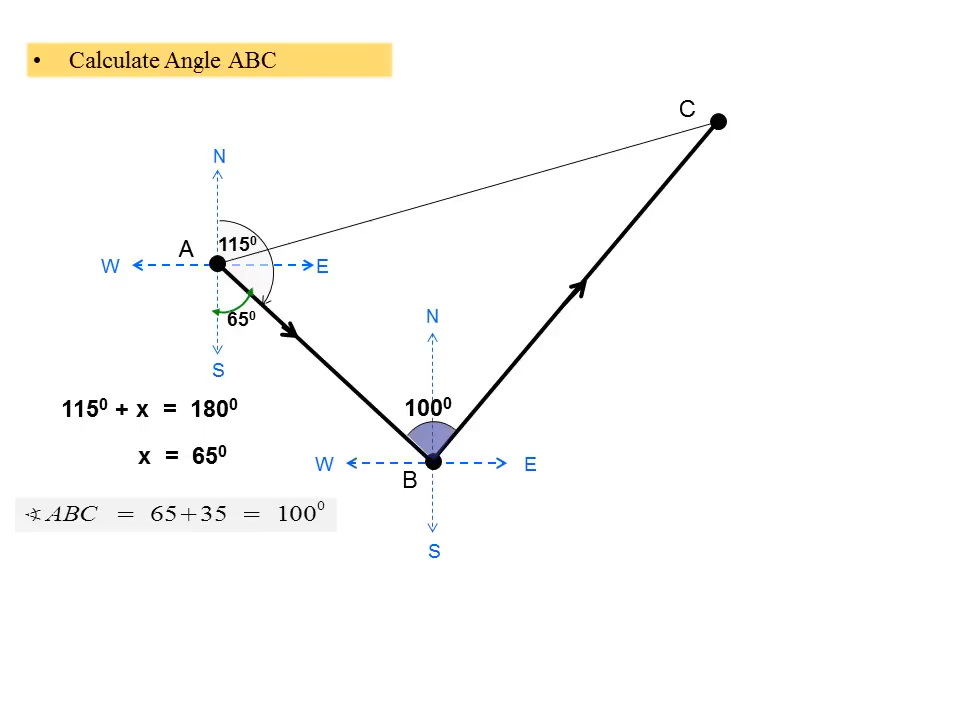 • Calculate Angle ABC
C
N
A
115⁰
W
E
65⁰
N
S
115⁰ + x = 180⁰
100⁰
x = 65⁰
W
E
B
∢ABC = 65+35 = 100⁰
S